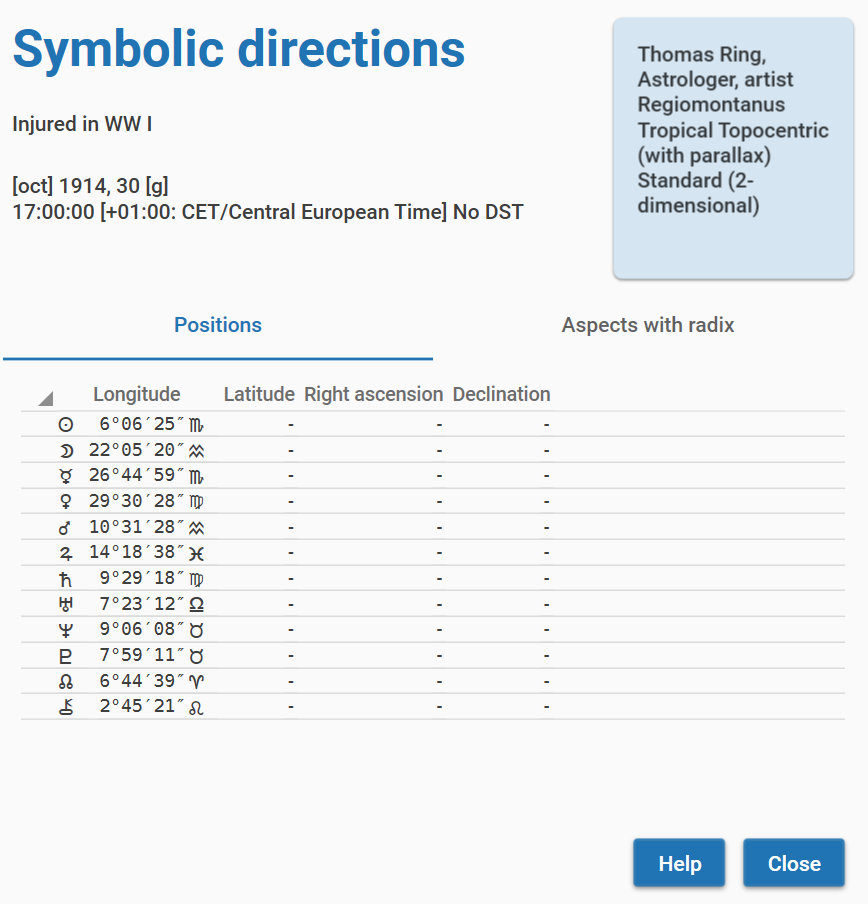 Symbolic directions
Thomas Ring,
Astrologer, artist
Regiomontanus
Tropical Topocentric
(with parallax)
Standard (2-
dimensional)
Injured in WW I
[oct] 1914, 30 [g]
17:00:00 [+01:00: CET/Central European Time] No DST
Positions Aspects with radix
Longitude Latitude Right ascension Declination
☉ 6°06′25″♏ - - -
☽ 22°05′20″♒ - - -
☿ 26°44′59″♏ - - -
♀ 29°30′28″♍ - - -
♂ 10°31′28″♒ - - -
♃ 14°18′38″♓ - - -
♄ 9°29′18″♍ - - -
♅ 7°23′12″♎ - - -
♆ 9°06′08″♉ - - -
♇ 7°59′11″♉ - - -
☊ 6°44′39″♈ - - -
⚷ 2°45′21″♌ - - -
Help Close